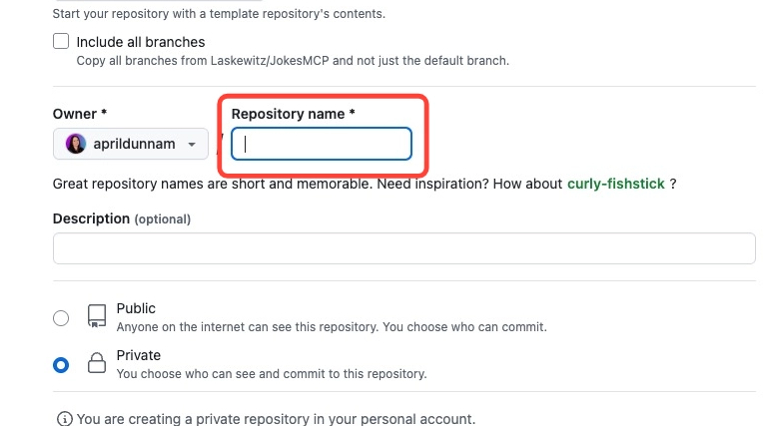 Start your repository with a template repository's contents.
Include all branches
Copy all branches from Laskewitz/JokesMCP and not just the default branch.
Owner * Repository name *
aprildunnam /
Great repository names are short and memorable. Need inspiration? How about curly-fishstick ?
Description (optional)
Public
Anyone on the internet can see this repository. You choose who can commit.
Private
You choose who can see and commit to this repository.
You are creating a private repository in your personal account.